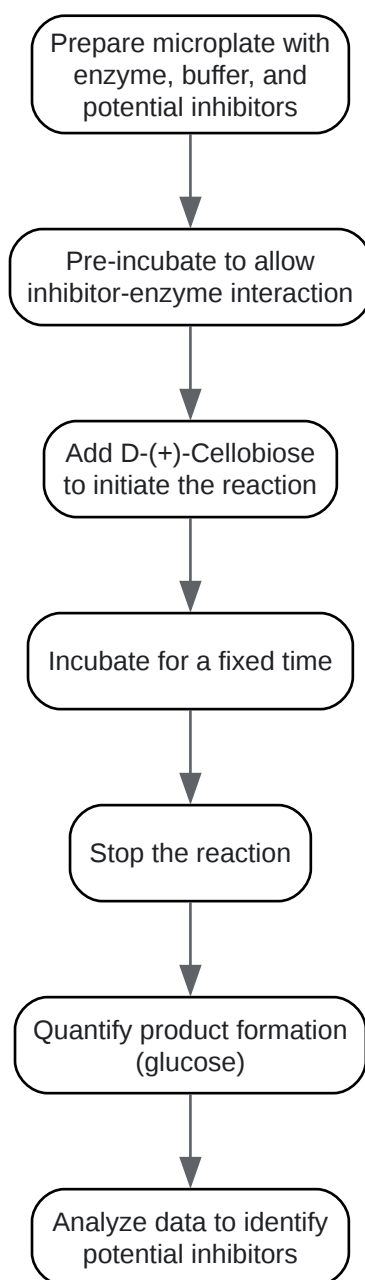 Prepare microplate with
enzyme, buffer, and
potential inhibitors
Pre-incubate to allow
inhibitor-enzyme interaction
Add D-(+)-Cellobiose
to initiate the reaction
Incubate for a fixed time
Stop the reaction
Quantify product formation
(glucose)
Analyze data to identify
potential inhibitors